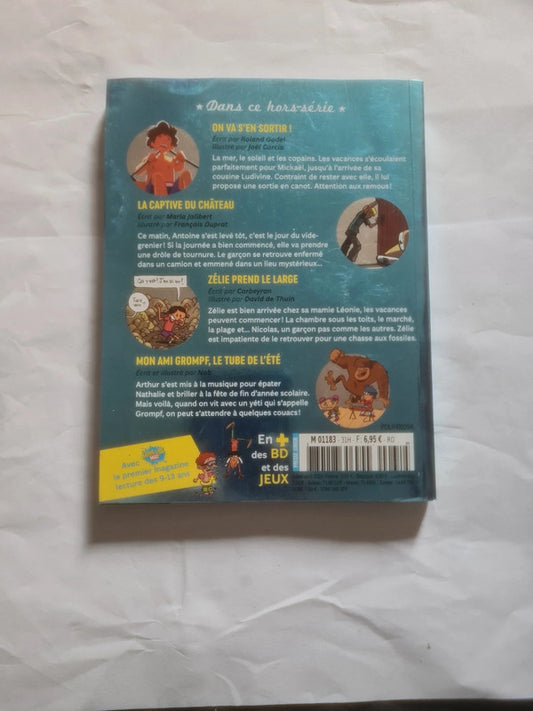 Dans ce hors-série
ON VA S'EN SORTIR !
Écrit par Roland Godel
Illustré par Joël Garcia
La mer, le soleil et les copains. Les vacances s'écoulaient
parfaitement pour Mickaël, jusqu'à l'arrivée de sa
cousine Ludivine. Contraint de rester avec elle, il lui
propose une sortie en canot. Attention aux remous !
LA CAPTIVE DU CHÂTEAU
Écrit par Maria Jalibert
Illustré par François Duprat
Ce matin, Antoine s'est levé tôt, c'est le jour du vide-
grenier ! Si la journée a bien commencé, elle va prendre
une drôle de tournure. Le garçon se retrouve enfermé
dans un camion et emmené dans un lieu mystérieux...
ZÉLIE PREND LE LARGE
Écrit par Corbeyran
Illustré par David de Thuin
Zélie est bien arrivée chez sa mamie Léonie, les vacances
peuvent commencer ! La chambre sous les toits, le marché,
la plage et... Nicolas, un garçon pas comme les autres. Zélie
est impatiente de le retrouver pour une chasse aux fossiles.
MON AMI GROMPF, LE TUBE DE L'ÉTÉ
Écrit et illustré par Nob
Arthur s'est mis à la musique pour épater
Nathalie et briller à la fête de fin d'année scolaire.
Mais voilà, quand on vit avec un yéti qui s'appelle
Grompf, on peut s'attendre à quelques couacs !
Avec
le premier magazine
lecture des 9-13 ans
En +
des BD
et des
JEUX
M 01183 - 31H - F: 6,95 € - RD